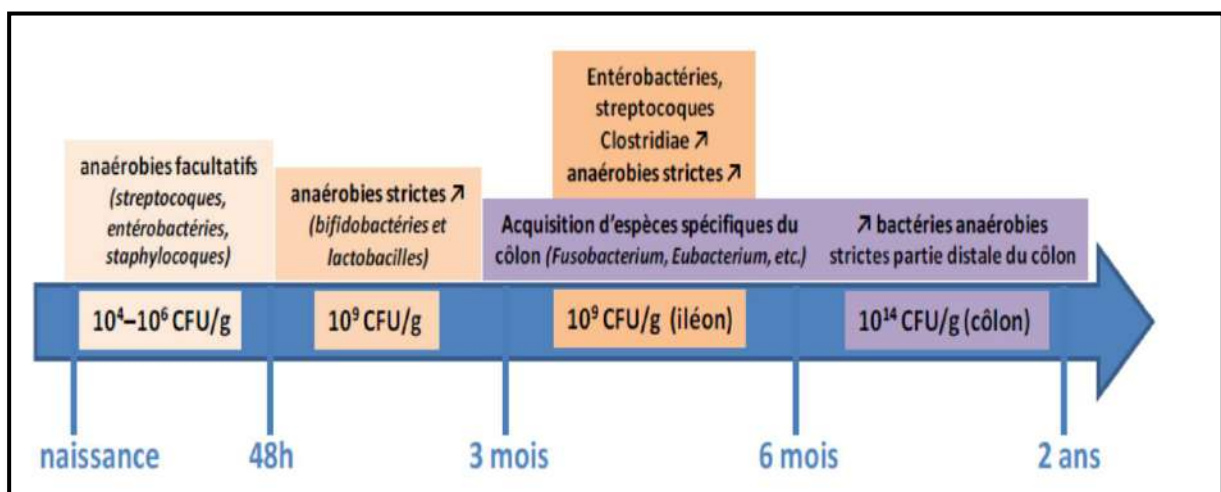 Entérobactéries,
streptocoques
Clostridiae ↗
anaérobies strictes ↗
anaérobies facultatifs
(streptocoques,
entérobactéries,
staphylocoques)
anaérobies strictes ↗
(bifidobactéries et
lactobacilles)
Acquisition d'espèces spécifiques du
côlon (Fusobacterium, Eubacterium, etc.)
↗ bactéries anaérobies
strictes partie distale du côlon
10⁴–10⁶ CFU/g
10⁹ CFU/g
10⁹ CFU/g (iléon)
10¹⁴ CFU/g (côlon)
naissance
48h
3 mois
6 mois
2 ans